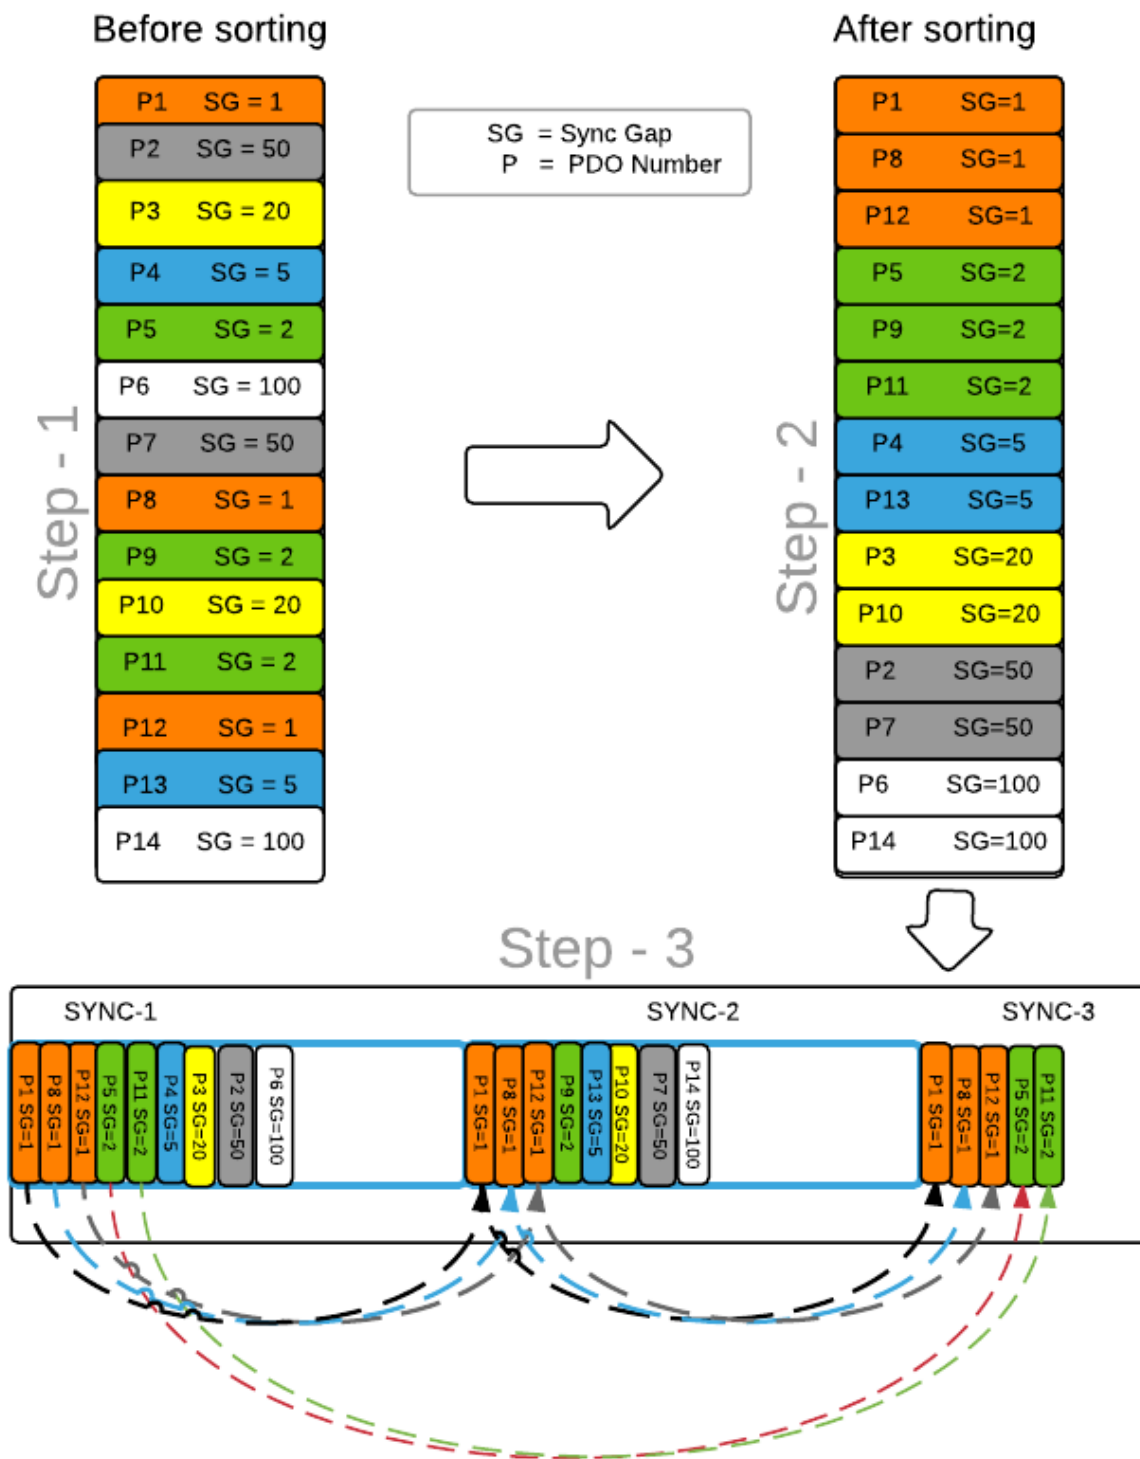 Before sorting
After sorting
P1 SG = 1
P2 SG = 50
P3 SG = 20
P4 SG = 5
P5 SG = 2
P6 SG = 100
P7 SG = 50
P8 SG = 1
P9 SG = 2
P10 SG = 20
P11 SG = 2
P12 SG = 1
P13 SG = 5
P14 SG = 100
Step - 1
SG = Sync Gap
P = PDO Number
P1 SG=1
P8 SG=1
P12 SG=1
P5 SG=2
P9 SG=2
P11 SG=2
P4 SG=5
P13 SG=5
P3 SG=20
P10 SG=20
P2 SG=50
P7 SG=50
P6 SG=100
P14 SG=100
Step - 2
Step - 3
SYNC-1
SYNC-2
SYNC-3
P1 SG=1
P8 SG=1
P12 SG=1
P5 SG=2
P11 SG=2
P4 SG=5
P3 SG=20
P2 SG=50
P6 SG=100
P1 SG=1
P8 SG=1
P12 SG=1
P9 SG=2
P13 SG=5
P10 SG=20
P7 SG=50
P14 SG=100
P1 SG=1
P8 SG=1
P12 SG=1
P5 SG=2
P11 SG=2